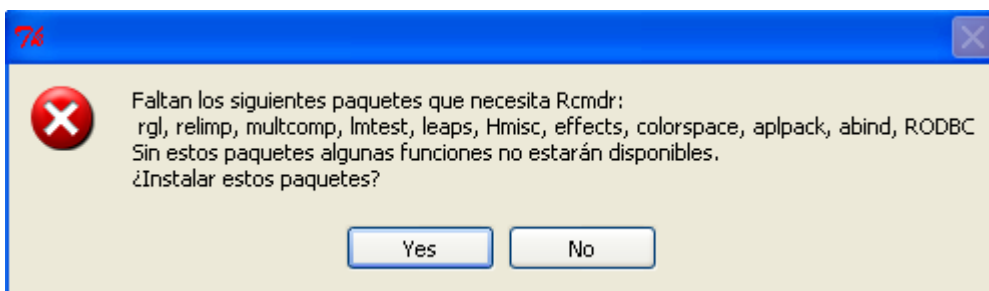 Tk
Faltan los siguientes paquetes que necesita Rcmdr:
rgl, relimp, multcomp, lmtest, leaps, Hmisc, effects, colorspace, aplpack, abind, RODBC
Sin estos paquetes algunas funciones no estarán disponibles.
¿Instalar estos paquetes?
Yes No